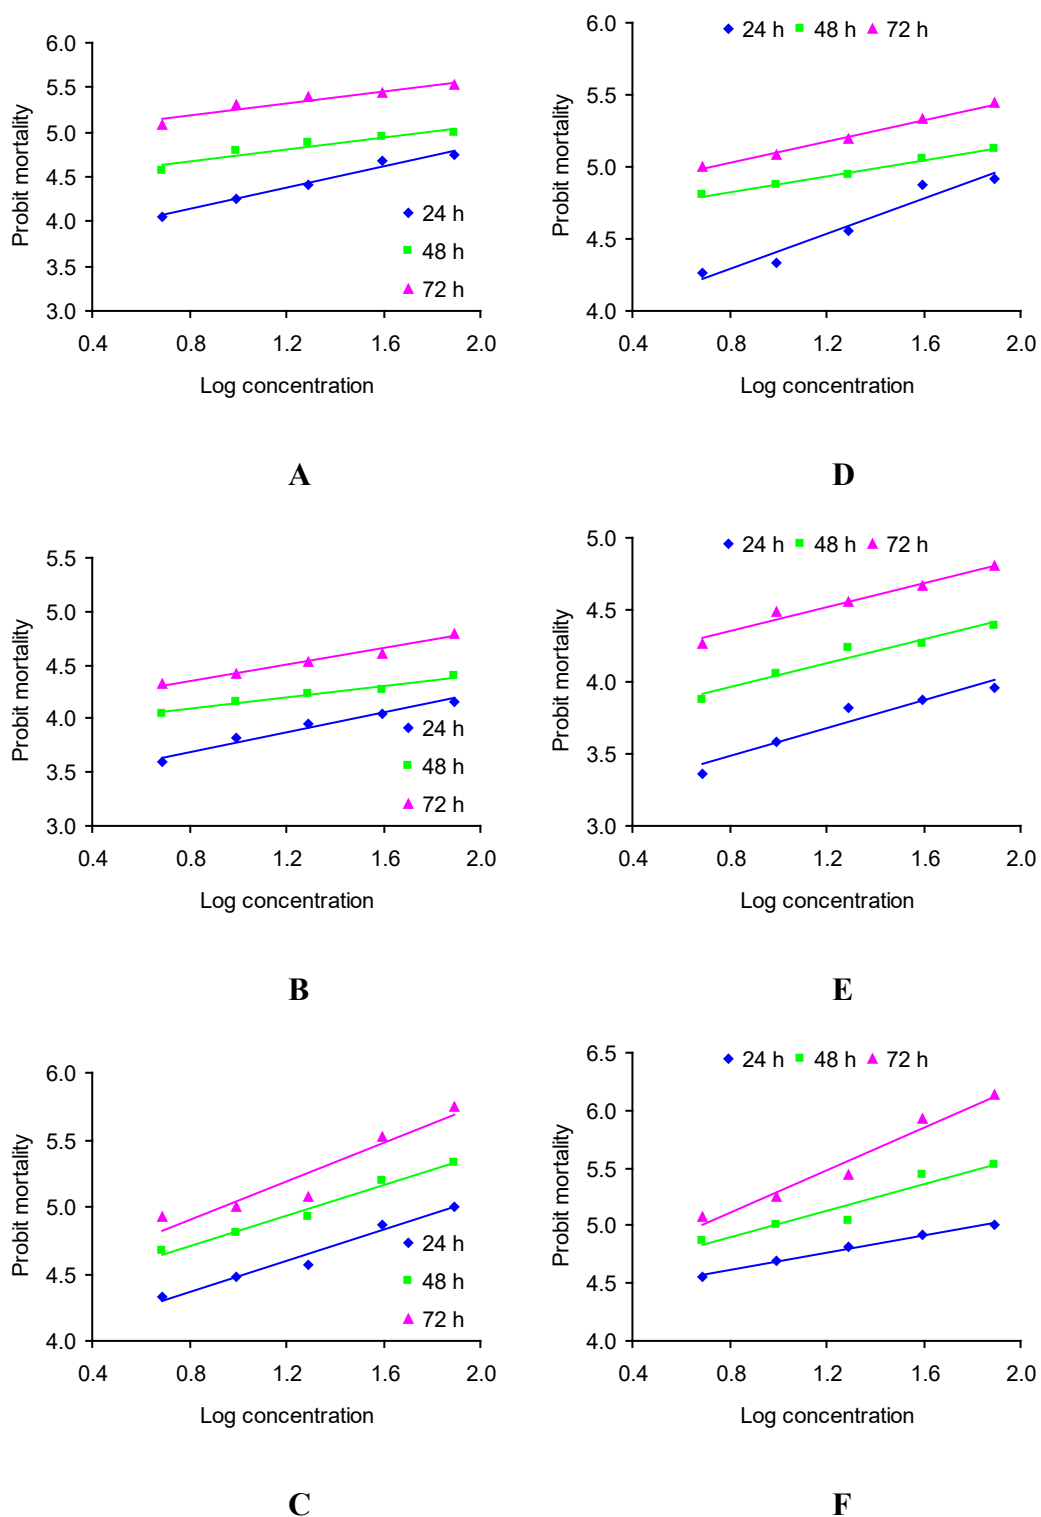 6.0
5.5
5.0
4.5
4.0
3.5
3.0
Probit mortality
24 h
48 h
72 h
0.4 0.8 1.2 1.6 2.0
Log concentration
A
24 h 48 h 72 h
6.0
5.5
5.0
4.5
4.0
Probit mortality
0.4 0.8 1.2 1.6 2.0
Log concentration
D
5.5
5.0
4.5
4.0
3.5
3.0
Probit mortality
24 h
48 h
72 h
0.4 0.8 1.2 1.6 2.0
Log concentration
B
24 h 48 h 72 h
5.0
4.5
4.0
3.5
3.0
Probit mortality
0.4 0.8 1.2 1.6 2.0
Log concentration
E
6.0
5.5
5.0
4.5
4.0
Probit mortality
24 h
48 h
72 h
0.4 0.8 1.2 1.6 2.0
Log concentration
C
24 h 48 h 72 h
6.5
6.0
5.5
5.0
4.5
4.0
Probit mortality
0.4 0.8 1.2 1.6 2.0
Log concentration
F